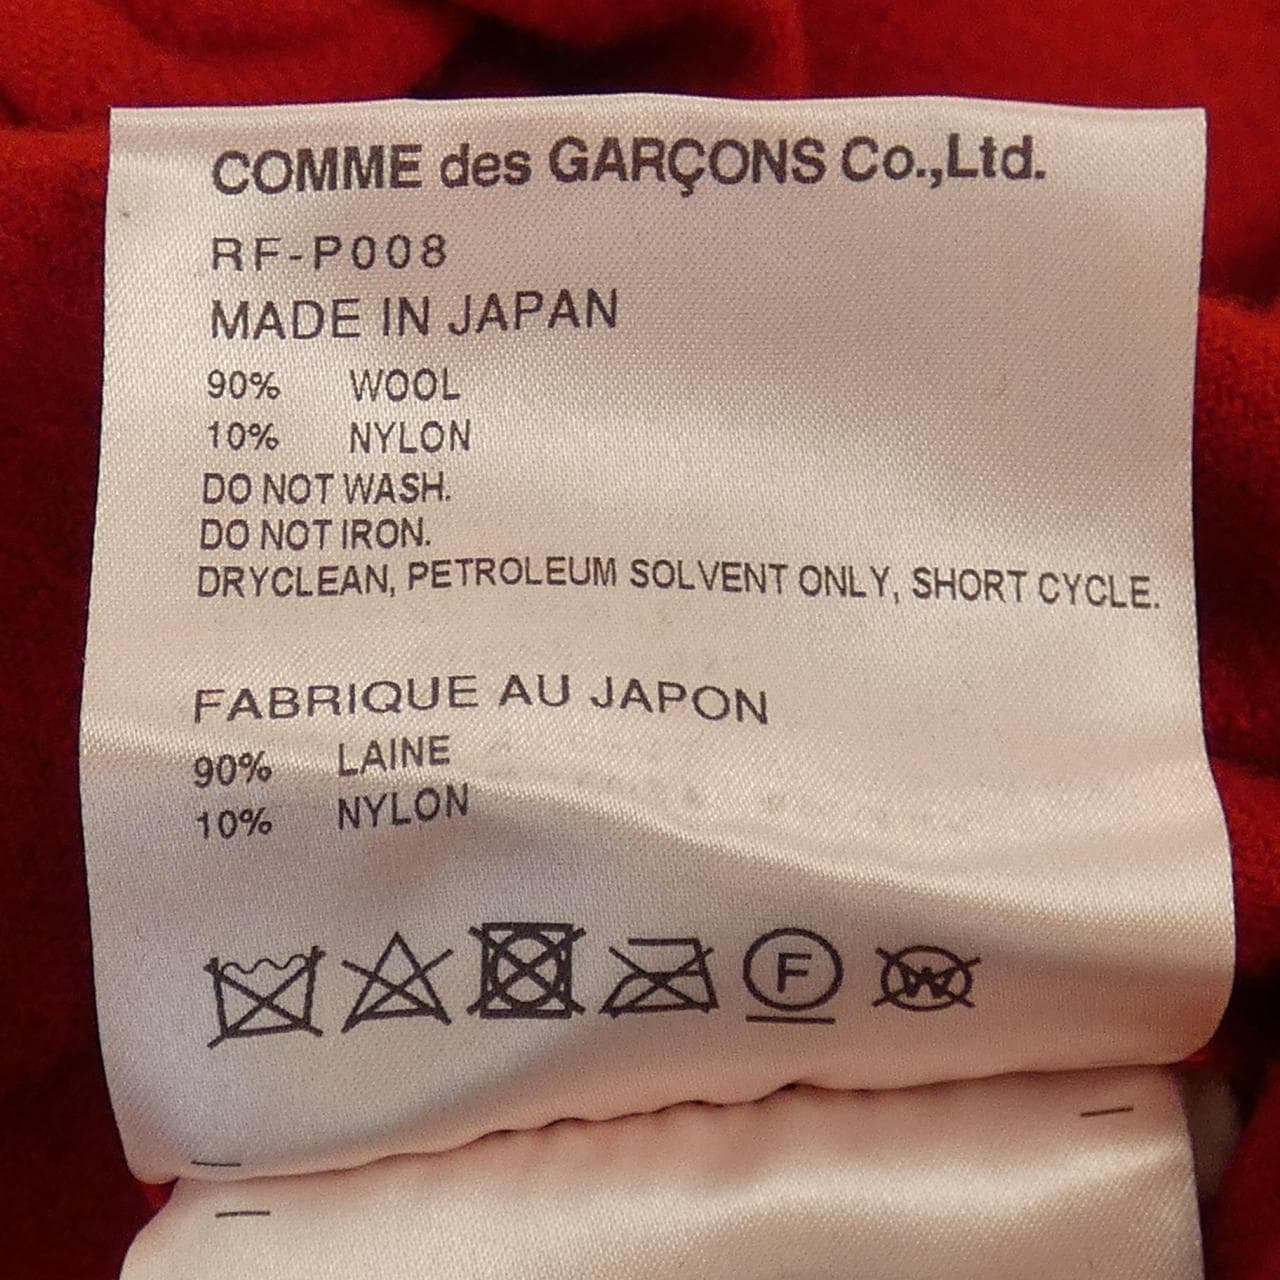 COMME des GARÇONS Co.,Ltd.
RF-P008
MADE IN JAPAN
90% WOOL
10% NYLON
DO NOT WASH.
DO NOT IRON.
DRYCLEAN, PETROLEUM SOLVENT ONLY, SHORT CYCLE.
FABRIQUE AU JAPON
90% LAINE
10% NYLON
F W